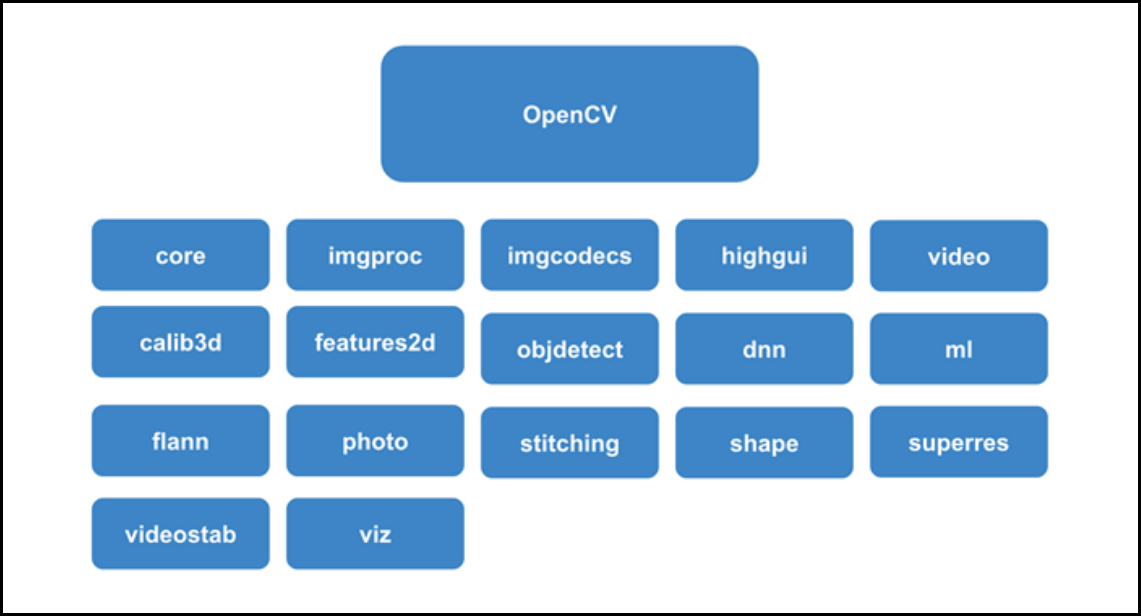 OpenCV
core
imgproc
imgcodecs
highgui
video
calib3d
features2d
objdetect
dnn
ml
flann
photo
stitching
shape
superres
videostab
viz